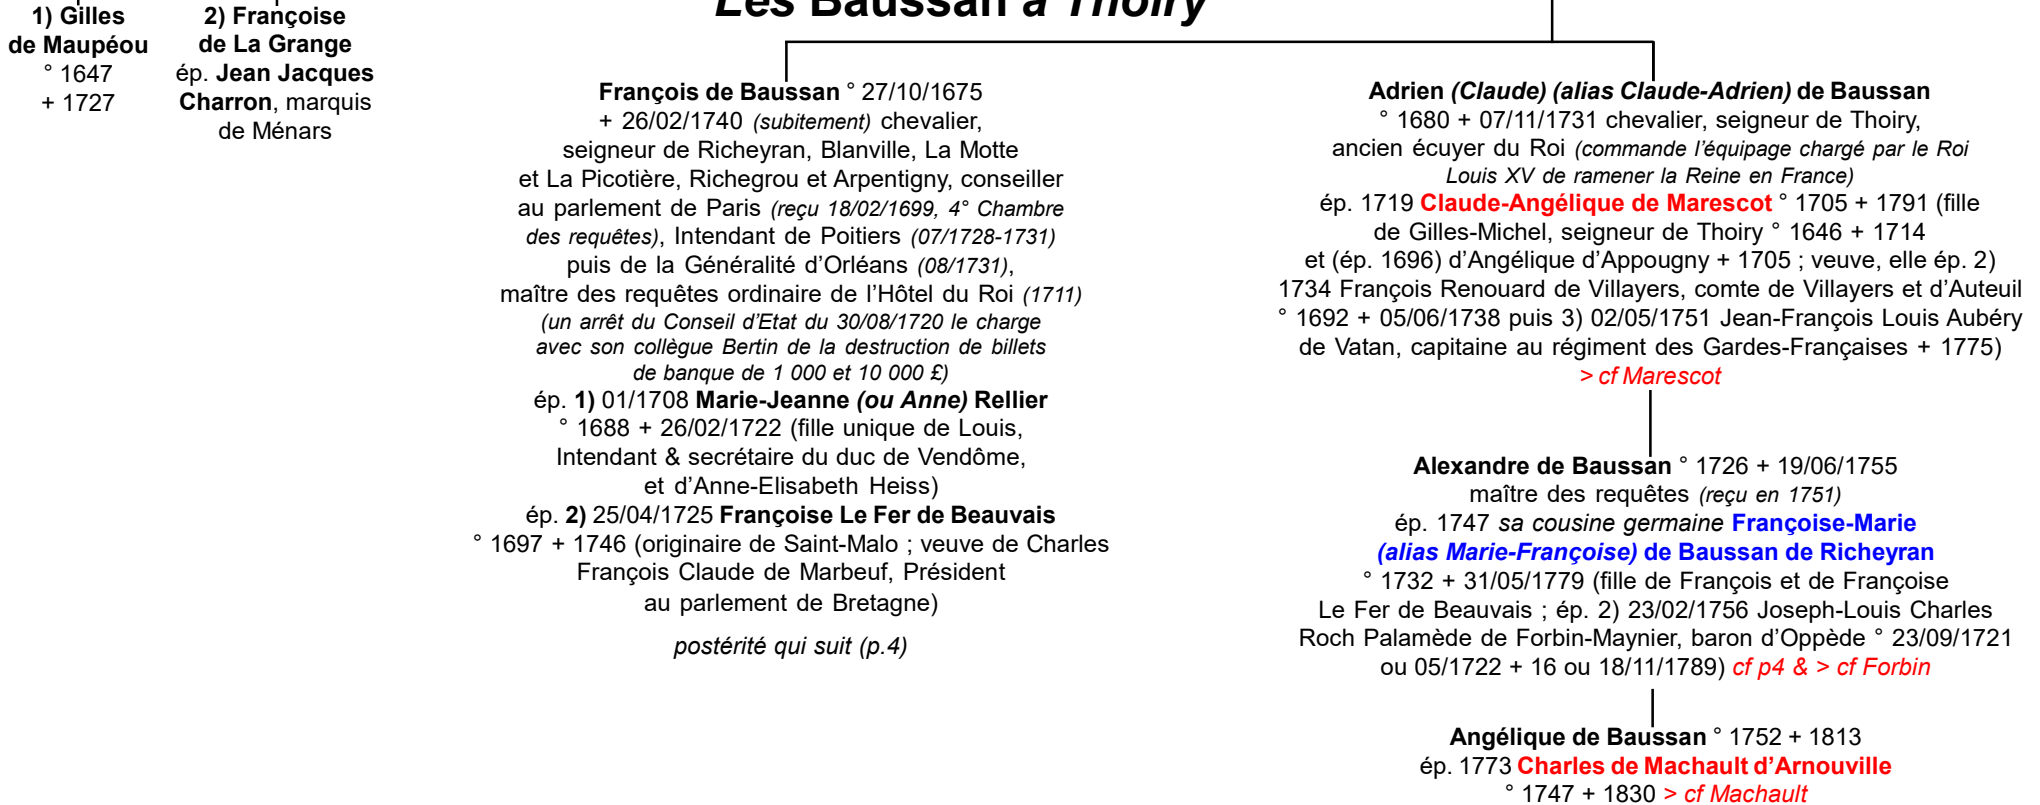 Les Baussan à Thoiry
1) Gilles
de Maupéou
° 1647
+ 1727
2) Françoise
de La Grange
ép. Jean Jacques
Charron, marquis
de Ménars
François de Baussan ° 27/10/1675
+ 26/02/1740 (subitement) chevalier,
seigneur de Richeyran, Blanville, La Motte
et La Picotière, Richegrou et Arpentigny, conseiller
au parlement de Paris (reçu 18/02/1699, 4° Chambre
des requêtes), Intendant de Poitiers (07/1728-1731)
puis de la Généralité d'Orléans (08/1731),
maître des requêtes ordinaire de l'Hôtel du Roi (1711)
(un arrêt du Conseil d'Etat du 30/08/1720 le charge
avec son collègue Bertin de la destruction de billets
de banque de 1 000 et 10 000 £)
ép. 1) 01/1708 Marie-Jeanne (ou Anne) Rellier
° 1688 + 26/02/1722 (fille unique de Louis,
Intendant & secrétaire du duc de Vendôme,
et d'Anne-Elisabeth Heiss)
ép. 2) 25/04/1725 Françoise Le Fer de Beauvais
° 1697 + 1746 (originaire de Saint-Malo ; veuve de Charles
François Claude de Marbeuf, Président
au parlement de Bretagne)
postérité qui suit (p.4)
Adrien (Claude) (alias Claude-Adrien) de Baussan
° 1680 + 07/11/1731 chevalier, seigneur de Thoiry,
ancien écuyer du Roi (commande l'équipage chargé par le Roi
Louis XV de ramener la Reine en France)
ép. 1719 Claude-Angélique de Marescot ° 1705 + 1791 (fille
de Gilles-Michel, seigneur de Thoiry ° 1646 + 1714
et (ép. 1696) d'Angélique d'Appougny + 1705 ; veuve, elle ép. 2)
1734 François Renouard de Villayers, comte de Villayers et d'Auteuil
° 1692 + 05/06/1738 puis 3) 02/05/1751 Jean-François Louis Aubéry
de Vatan, capitaine au régiment des Gardes-Françaises + 1775)
> cf Marescot
Alexandre de Baussan ° 1726 + 19/06/1755
maître des requêtes (reçu en 1751)
ép. 1747 sa cousine germaine Françoise-Marie
(alias Marie-Françoise) de Baussan de Richeyran
° 1732 + 31/05/1779 (fille de François et de Françoise
Le Fer de Beauvais ; ép. 2) 23/02/1756 Joseph-Louis Charles
Roch Palamède de Forbin-Maynier, baron d'Oppède ° 23/09/1721
ou 05/1722 + 16 ou 18/11/1789) cf p4 & > cf Forbin
Angélique de Baussan ° 1752 + 1813
ép. 1773 Charles de Machault d'Arnouville
° 1747 + 1830 > cf Machault